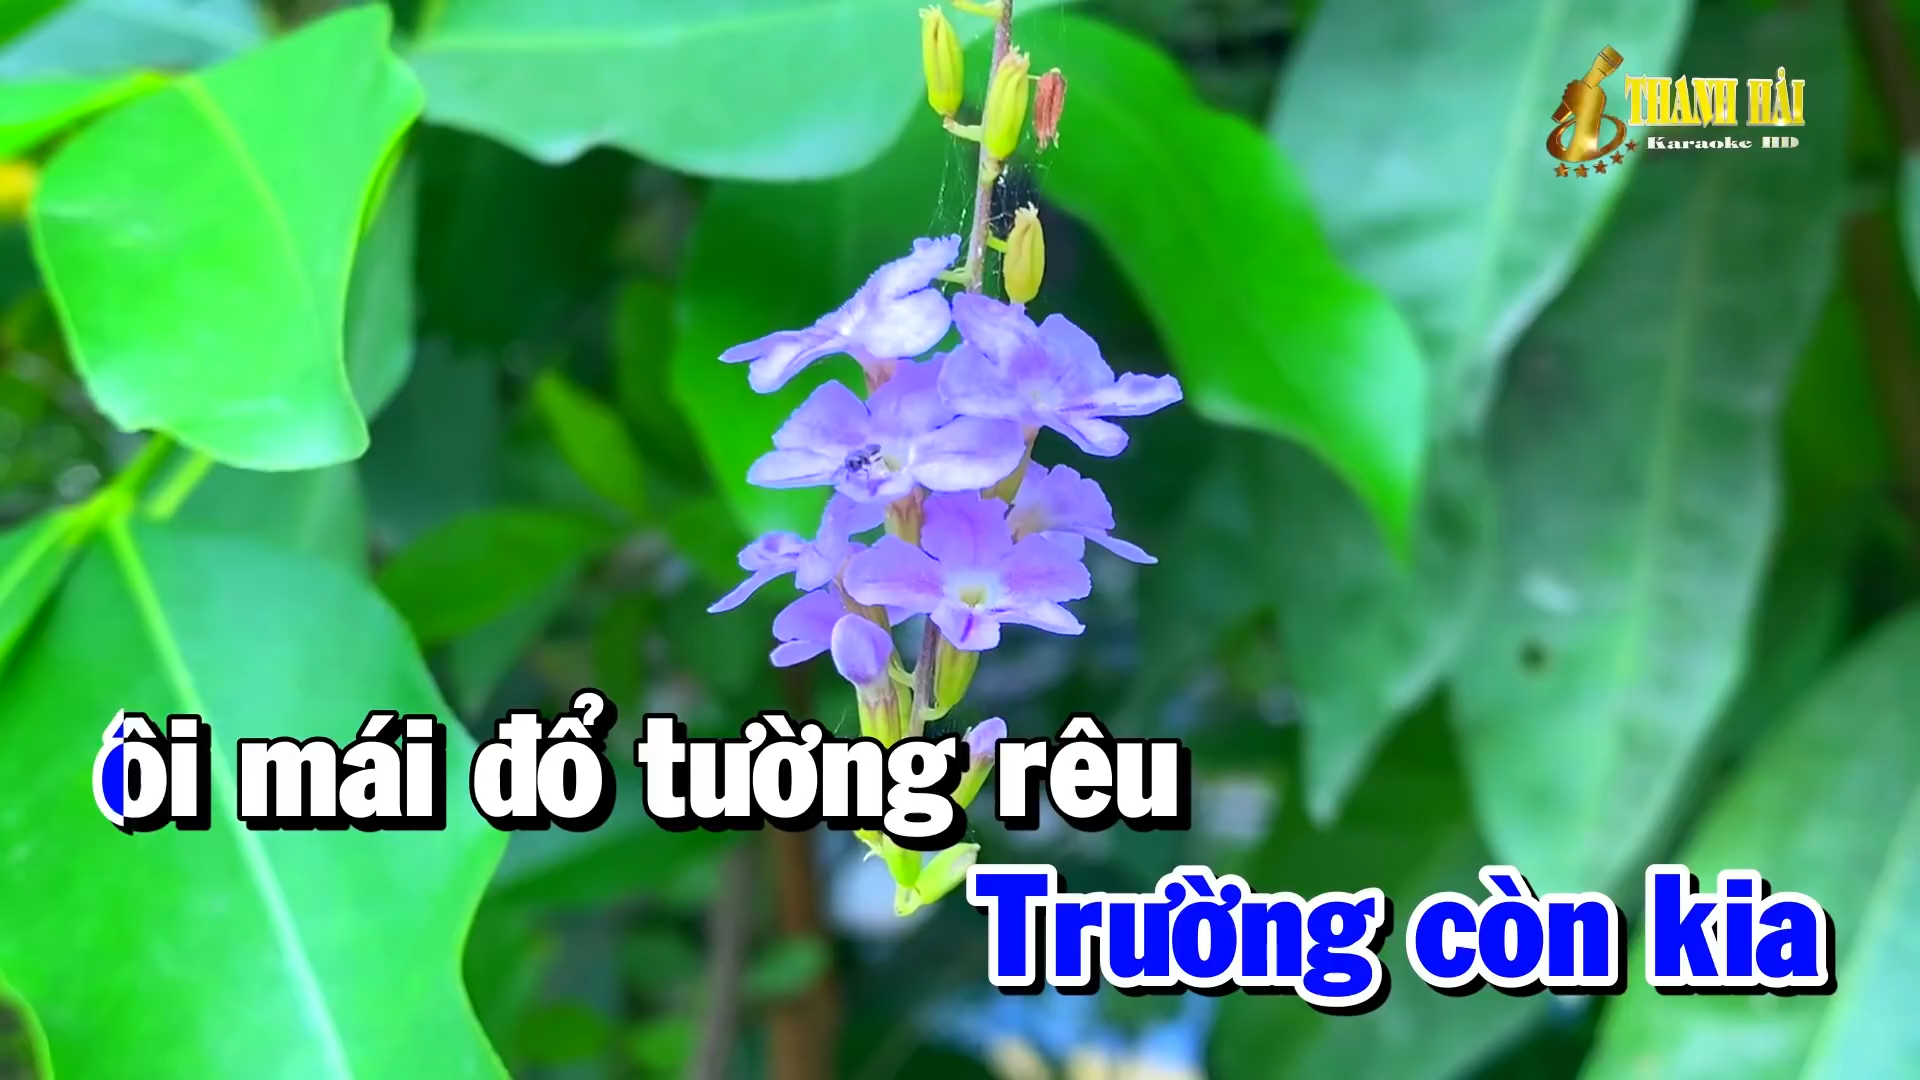 THANH HẢI
Karaoke HD
ôi mái đổ tường rêu
Trường còn kia